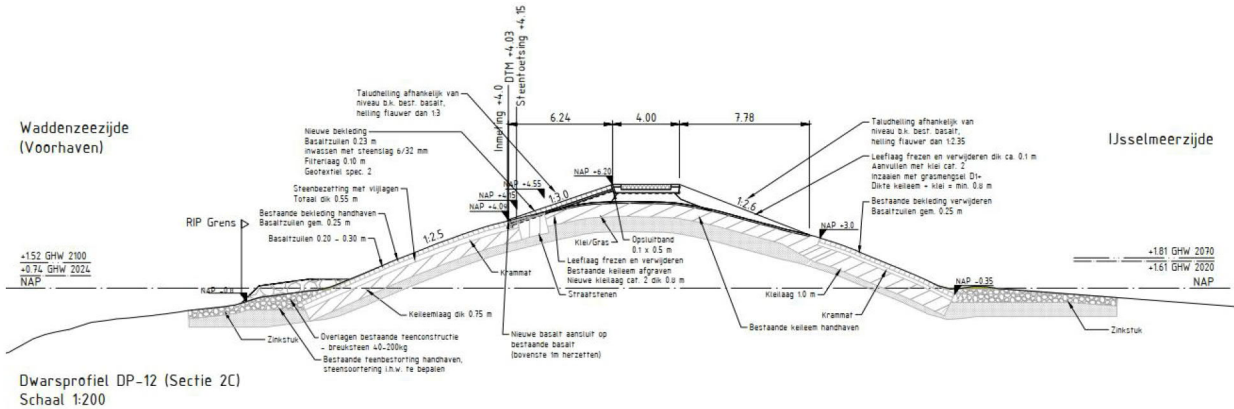 Inmeting +4.0
DTM +4.03
Steentoetsing +4.15
Waddenzeezijde
(Voorhaven)
IJsselmeerzijde
6.24
4.00
7.78
Taludhelling afhankelijk van
niveau b.k. best. basalt,
helling flauwer dan 1:3
Nieuwe bekleding
Basaltzuilen 0.23 m
inwassen met steenslag 6/32 mm
Filterlaag 0.10 m
Geotextiel spec. 2
Steenbezetting met vlijlagen
Totaal dik 0.55 m
Bestaande bekleding handhaven
Basaltzuilen gem. 0.25 m
Basaltzuilen 0.20 - 0.30 m
RIP Grens
NAP +6.20
NAP +4.55
NAP +4.15
NAP +4.09
1:3.0
1:2.5
1:2.6
Taludhelling afhankelijk van
niveau b.k. best. basalt,
helling flauwer dan 1:2.35
Leeflaag frezen en verwijderen dik ca. 0.1 m
Aanvullen met klei cat. 2
Inzaaien met grasmengsel D1+
Dikte keileem + klei = min. 0.8 m
Bestaande bekleding verwijderen
Basaltzuilen gem. 0.25 m
NAP +3.0
+1.52 GHW 2100
+0.74 GHW 2024
NAP
+1.81 GHW 2070
+1.61 GHW 2020
NAP
NAP -0.35
Klei/Gras
Opsluitband
0.1 x 0.5 m
Krammat
Leeflaag frezen en verwijderen
Bestaande keileem afgraven
Nieuwe kleilaag cat. 2 dik 0.8 m
Straatstenen
Keileemlaag dik 0.75 m
Kleilaag 1.0 m
Krammat
Bestaande keileem handhaven
Zinkstuk
Zinkstuk
Overlagen bestaande teenconstructie
- breuksteen 40-200kg
Bestaande teenbestorting handhaven,
steensoortering i.h.w. te bepalen
Nieuwe basalt aansluit op
bestaande basalt
(bovenste 1m herzetten)
Dwarsprofiel DP-12 (Sectie 2C)
Schaal 1:200